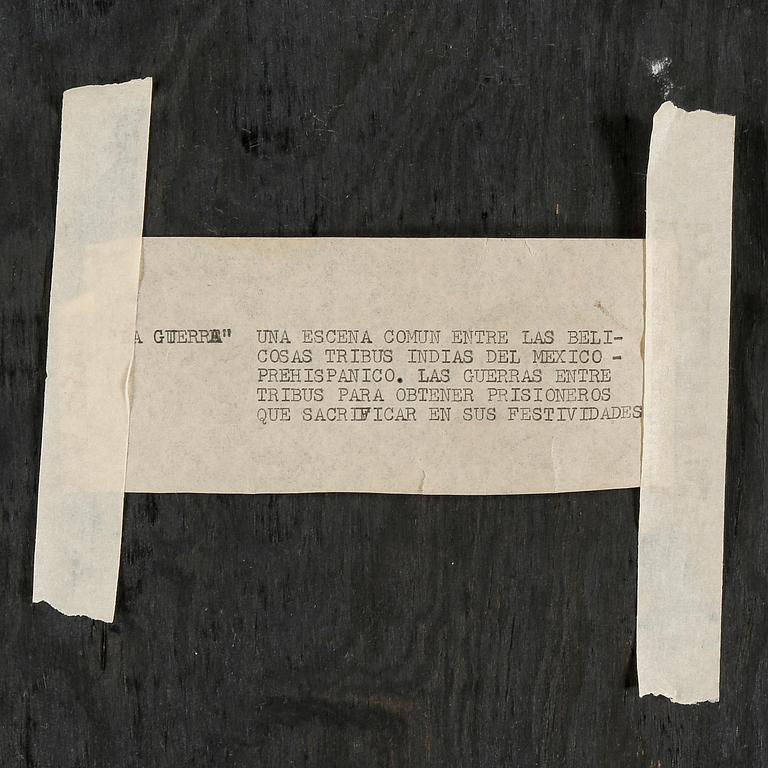 A GUERRA" UNA ESCENA COMUN ENTRE LAS BELI-
COSAS TRIBUS INDIAS DEL MEXICO -
PREHISPANICO. LAS GUERRAS ENTRE
TRIBUS PARA OBTENER PRISIONEROS
QUE SACRIFICAR EN SUS FESTIVIDADES